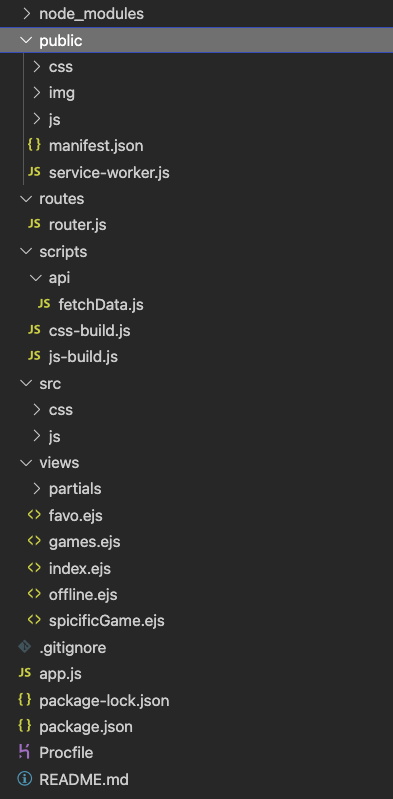 node_modules
public
css
img
js
{} manifest.json
JS service-worker.js
routes
JS router.js
scripts
api
JS fetchData.js
JS css-build.js
JS js-build.js
src
css
js
views
partials
<> favo.ejs
<> games.ejs
<> index.ejs
<> offline.ejs
<> spicificGame.ejs
.gitignore
JS app.js
{} package-lock.json
{} package.json
Procfile
README.md